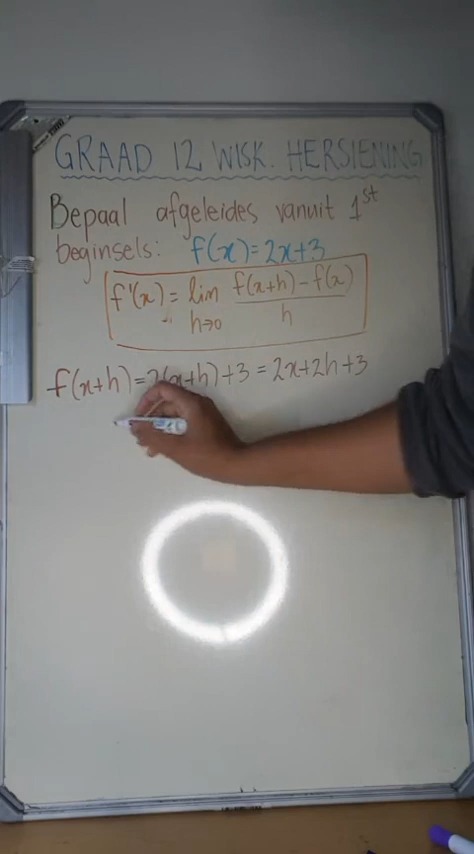 GRAAD 12 WISK. HERSIENING
Bepaal afgeleides vanuit 1st
beginsels: f(x)=2x+3
f'(x) = lim h→0 f(x+h)-f(x) / h
f(x+h)=2(x+h)+3 = 2x+2h+3